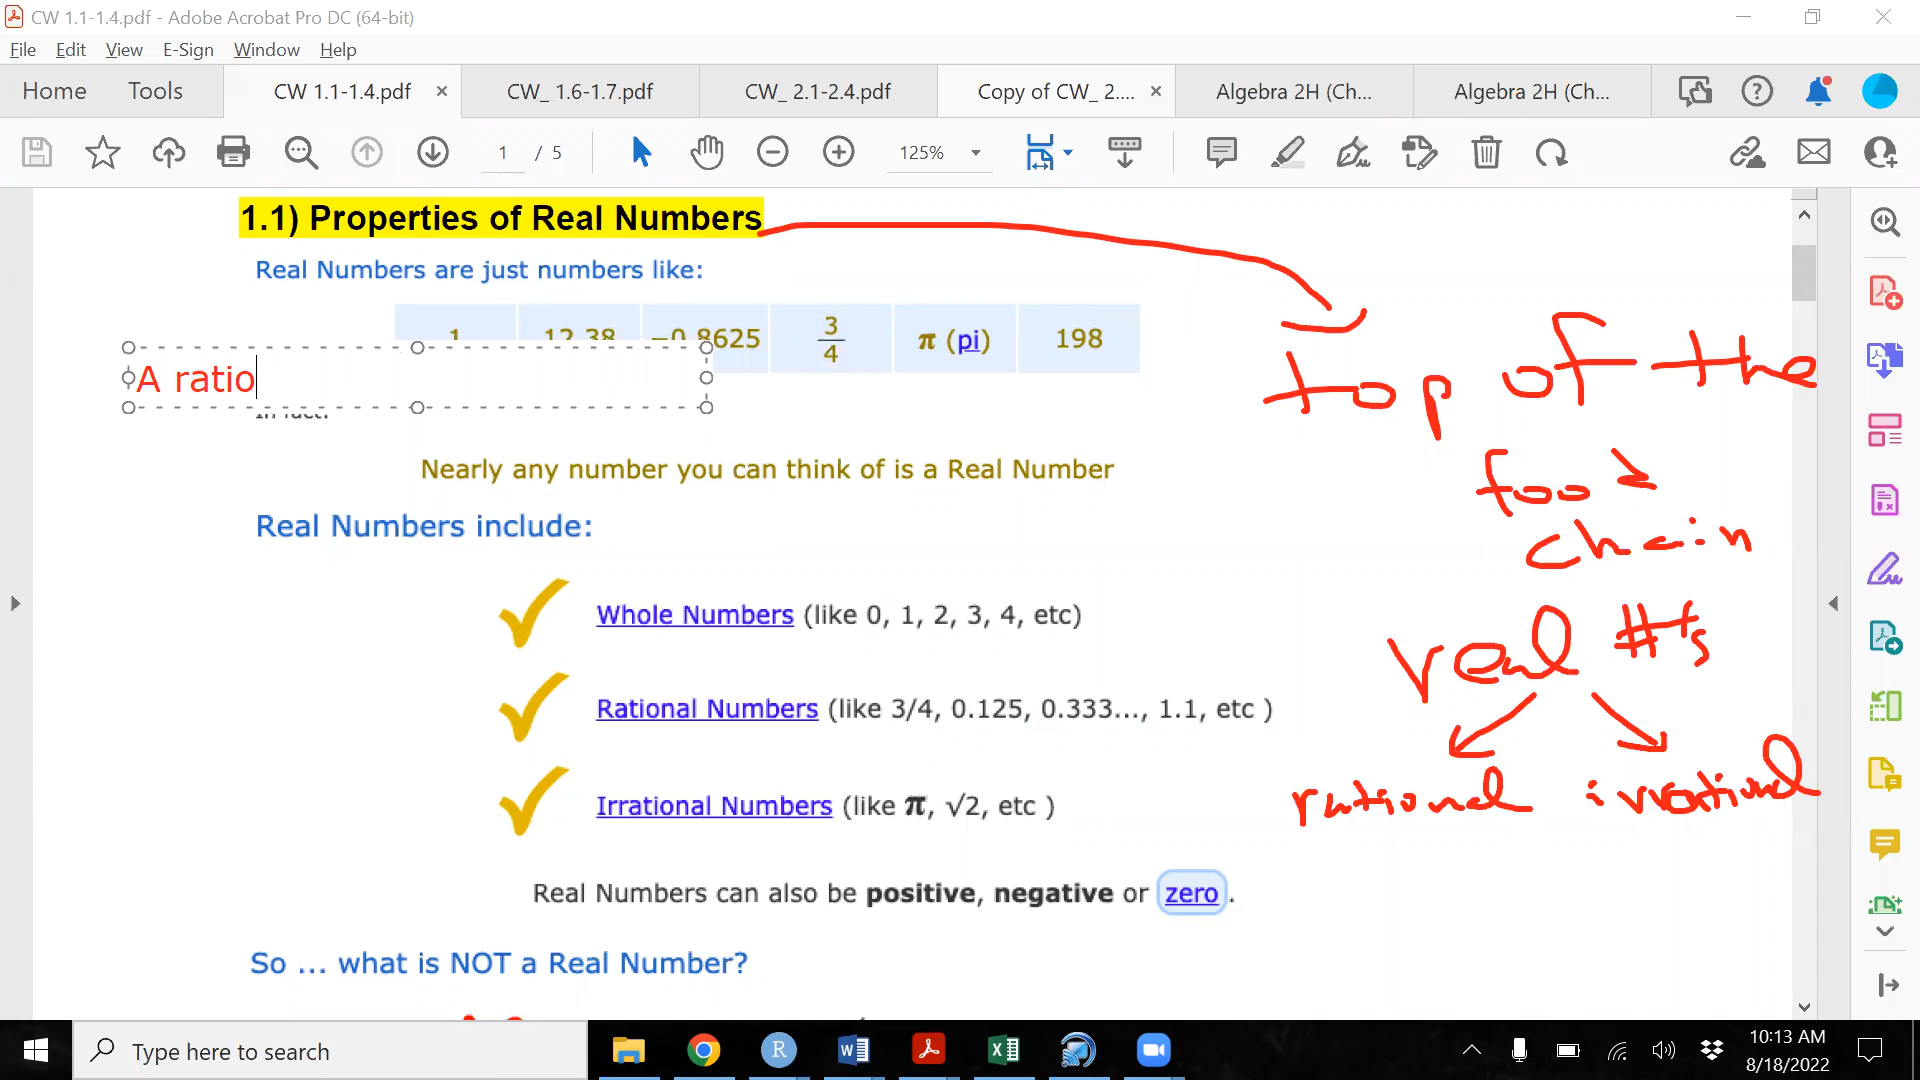 CW 1.1-1.4.pdf - Adobe Acrobat Pro DC (64-bit)
File Edit View E-Sign Window Help
Home Tools CW 1.1-1.4.pdf × CW_ 1.6-1.7.pdf CW_ 2.1-2.4.pdf Copy of CW_ 2.... × Algebra 2H (Ch... Algebra 2H (Ch...
1 / 5 125%
1.1) Properties of Real Numbers
Real Numbers are just numbers like:
1 12.38 −0.8625 3/4 π (pi) 198
A ratio
In fact:
top of the
food
chain
Nearly any number you can think of is a Real Number
Real Numbers include:
Whole Numbers (like 0, 1, 2, 3, 4, etc)
real #'s
Rational Numbers (like 3/4, 0.125, 0.333..., 1.1, etc )
rational irrational
Irrational Numbers (like π, √2, etc )
Real Numbers can also be positive, negative or zero.
So ... what is NOT a Real Number?
Type here to search
10:13 AM
8/18/2022